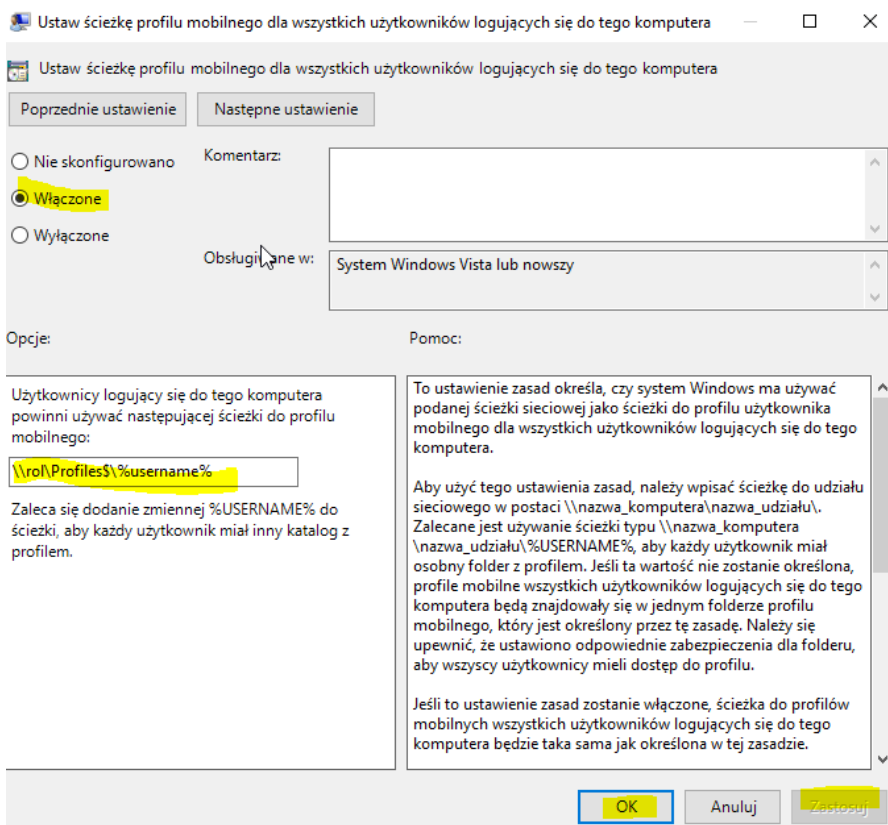 Ustaw ścieżkę profilu mobilnego dla wszystkich użytkowników logujących się do tego komputera
Ustaw ścieżkę profilu mobilnego dla wszystkich użytkowników logujących się do tego komputera
Poprzednie ustawienie
Następne ustawienie
Nie skonfigurowano
Włączone
Wyłączone
Komentarz:
Obsługiwane w:
System Windows Vista lub nowszy
Opcje:
Pomoc:
Użytkownicy logujący się do tego komputera
powinni używać następującej ścieżki do profilu
mobilnego:
\\rol\Profiles$\%username%
Zaleca się dodanie zmiennej %USERNAME% do
ścieżki, aby każdy użytkownik miał inny katalog z
profilem.
To ustawienie zasad określa, czy system Windows ma używać
podanej ścieżki sieciowej jako ścieżki do profilu użytkownika
mobilnego dla wszystkich użytkowników logujących się do tego
komputera.
Aby użyć tego ustawienia zasad, należy wpisać ścieżkę do udziału
sieciowego w postaci \\nazwa_komputera\nazwa_udziału\.
Zalecane jest używanie ścieżki typu \\nazwa_komputera
\nazwa_udziału\%USERNAME%, aby każdy użytkownik miał
osobny folder z profilem. Jeśli ta wartość nie zostanie określona,
profile mobilne wszystkich użytkowników logujących się do tego
komputera będą znajdowały się w jednym folderze profilu
mobilnego, który jest określony przez tę zasadę. Należy się
upewnić, że ustawiono odpowiednie zabezpieczenia dla folderu,
aby wszyscy użytkownicy mieli dostęp do profilu.
Jeśli to ustawienie zasad zostanie włączone, ścieżka do profilów
mobilnych wszystkich użytkowników logujących się do tego
komputera będzie taka sama jak określona w tej zasadzie.
OK
Anuluj
Zastosuj